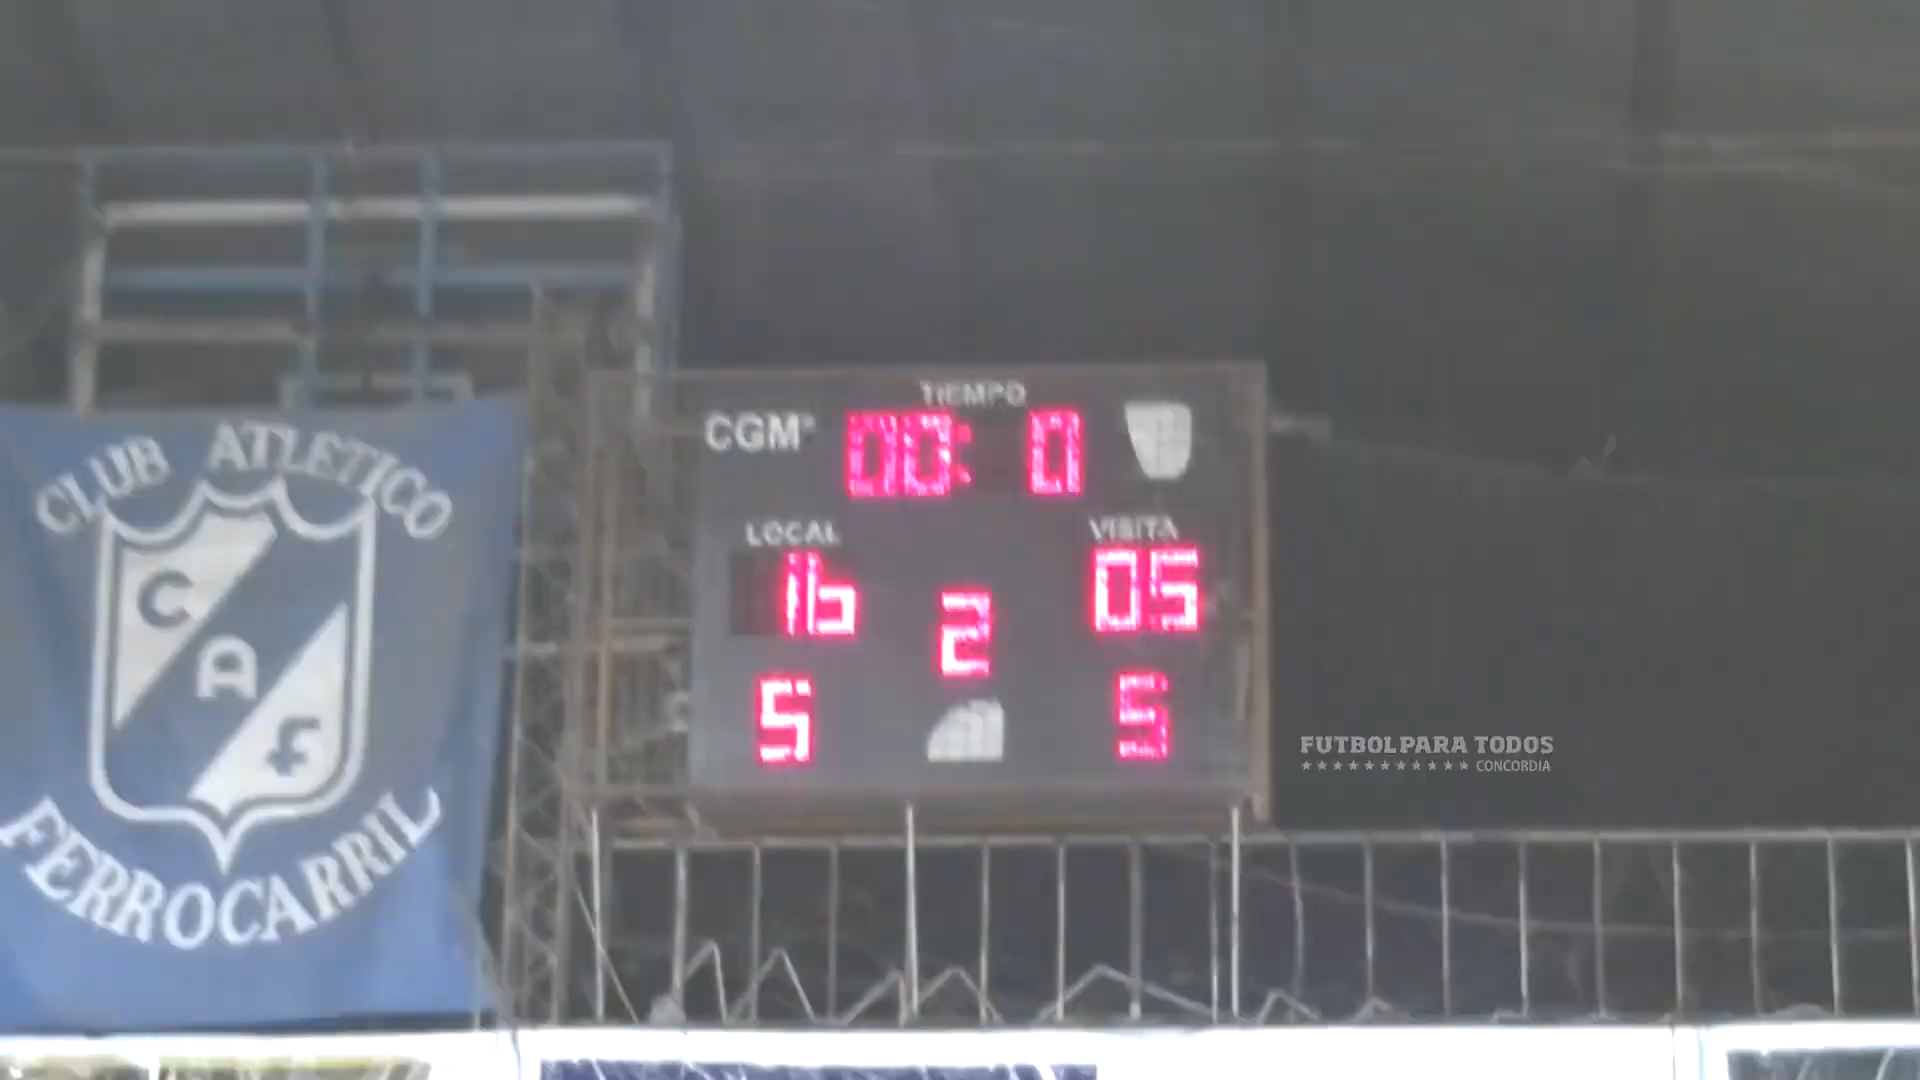 CLUB ATLETICO
C
A
F
FERROCARRIL
TIEMPO
CGM
00: 0
LOCAL
VISITA
16
05
2
5
5
FUTBOL PARA TODOS
CONCORDIA